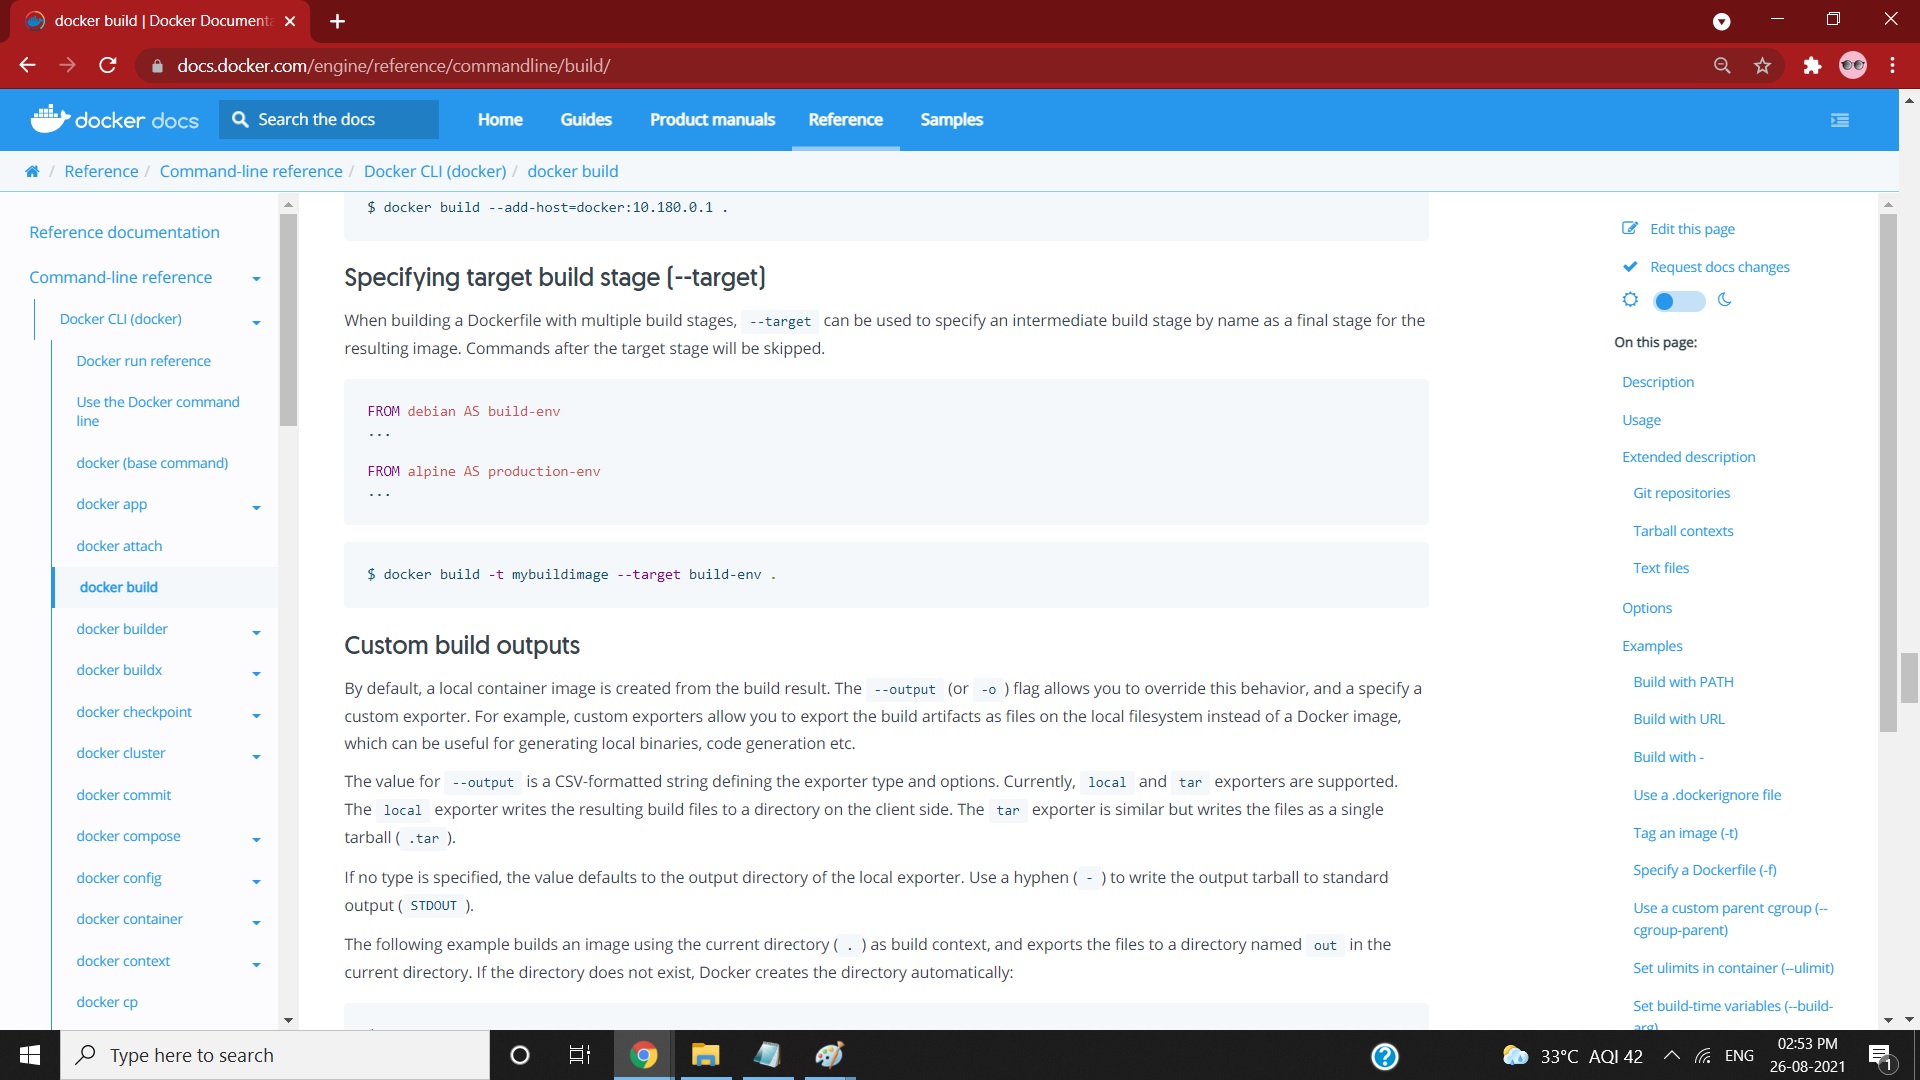 docker build | Docker Documenta
docs.docker.com/engine/reference/commandline/build/
docker docs
Search the docs
Home
Guides
Product manuals
Reference
Samples
/ Reference / Command-line reference / Docker CLI (docker) / docker build
Reference documentation
Command-line reference
Docker CLI (docker)
Docker run reference
Use the Docker command
line
docker (base command)
docker app
docker attach
docker build
docker builder
docker buildx
docker checkpoint
docker cluster
docker commit
docker compose
docker config
docker container
docker context
docker cp
$ docker build --add-host=docker:10.180.0.1 .
Specifying target build stage (--target)
When building a Dockerfile with multiple build stages, --target can be used to specify an intermediate build stage by name as a final stage for the
resulting image. Commands after the target stage will be skipped.
FROM debian AS build-env
...
FROM alpine AS production-env
...
$ docker build -t mybuildimage --target build-env .
Custom build outputs
By default, a local container image is created from the build result. The --output (or -o ) flag allows you to override this behavior, and a specify a
custom exporter. For example, custom exporters allow you to export the build artifacts as files on the local filesystem instead of a Docker image,
which can be useful for generating local binaries, code generation etc.
The value for --output is a CSV-formatted string defining the exporter type and options. Currently, local and tar exporters are supported.
The local exporter writes the resulting build files to a directory on the client side. The tar exporter is similar but writes the files as a single
tarball ( .tar ).
If no type is specified, the value defaults to the output directory of the local exporter. Use a hyphen ( - ) to write the output tarball to standard
output ( STDOUT ).
The following example builds an image using the current directory ( . ) as build context, and exports the files to a directory named out in the
current directory. If the directory does not exist, Docker creates the directory automatically:
Edit this page
Request docs changes
On this page:
Description
Usage
Extended description
Git repositories
Tarball contexts
Text files
Options
Examples
Build with PATH
Build with URL
Build with -
Use a .dockerignore file
Tag an image (-t)
Specify a Dockerfile (-f)
Use a custom parent cgroup (--
cgroup-parent)
Set ulimits in container (--ulimit)
Set build-time variables (--build-
arg)
Type here to search
33°C AQI 42
ENG
02:53 PM
26-08-2021
1